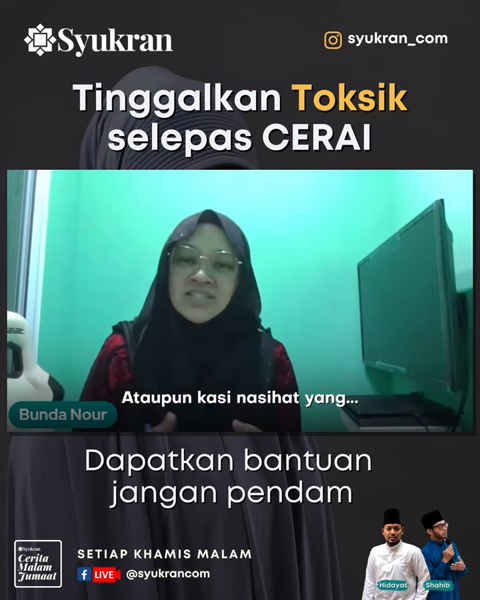 Syukran
syukran_com
Tinggalkan Toksik
selepas CERAI
Ataupun kasi nasihat yang...
Bunda Nour
Dapatkan bantuan
jangan pendam
Syukran
Cerita
Malam
Jumaat
SETIAP KHAMIS MALAM
f LIVE @syukrancom
Hidayat
Shahib